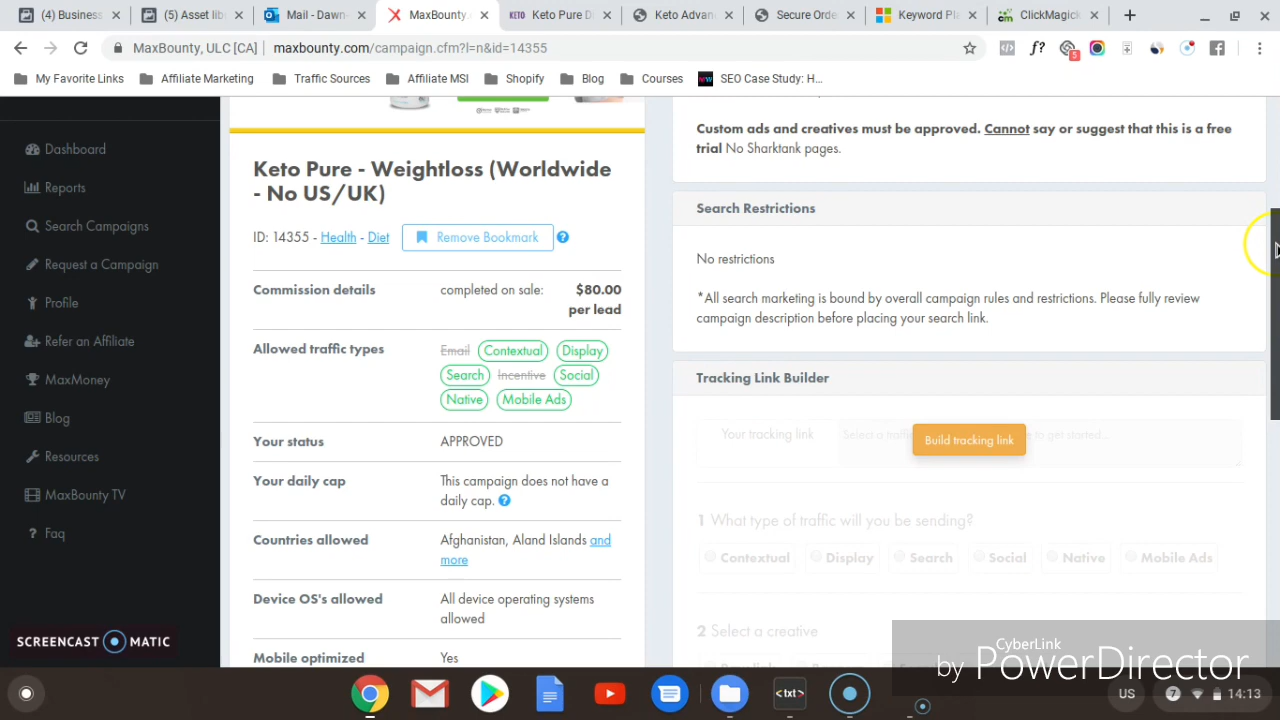 (4) Business
(5) Asset lib
Mail - Dawn
MaxBounty
Keto Pure D
Keto Advan
Secure Orde
Keyword Pla
ClickMagick
MaxBounty, ULC [CA] | maxbounty.com/campaign.cfm?l=n&id=14355
f?
5
My Favorite Links
Affiliate Marketing
Traffic Sources
Affiliate MSI
Shopify
Blog
Courses
SEO Case Study: H...
Dashboard
Reports
Search Campaigns
Request a Campaign
Profile
Refer an Affiliate
MaxMoney
Blog
Resources
MaxBounty TV
Faq
SCREENCAST MATIC
Keto Pure - Weightloss (Worldwide
- No US/UK)
ID: 14355 - Health - Diet
Remove Bookmark
Commission details
completed on sale: $80.00
per lead
Allowed traffic types
Email Contextual Display
Search Incentive Social
Native Mobile Ads
Your status
APPROVED
Your daily cap
This campaign does not have a
daily cap.
Countries allowed
Afghanistan, Aland Islands and
more
Device OS's allowed
All device operating systems
allowed
Mobile optimized
Yes
Custom ads and creatives must be approved. Cannot say or suggest that this is a free
trial No Sharktank pages.
Search Restrictions
No restrictions
*All search marketing is bound by overall campaign rules and restrictions. Please fully review
campaign description before placing your search link.
Tracking Link Builder
Your tracking link
Select a traf
Build tracking link
to get started...
1 What type of traffic will you be sending?
Contextual
Display
Search
Social
Native
Mobile Ads
2 Select a creative
CyberLink
by PowerDirector
<txt>
US
7
14:13